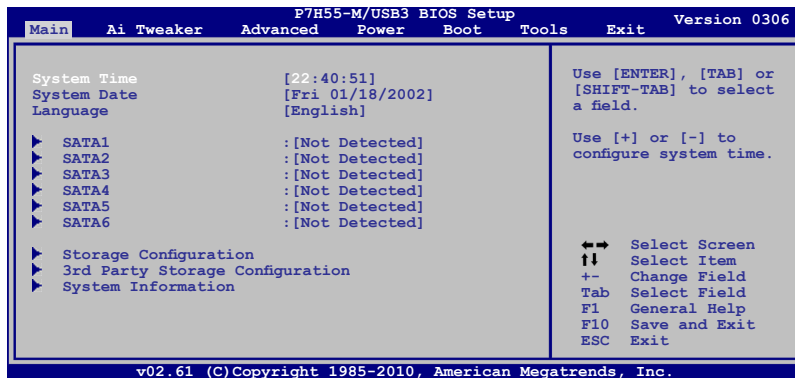 P7H55-M/USB3 BIOS Setup Version 0306
Main Ai Tweaker Advanced Power Boot Tools Exit
System Time [22:40:51]
System Date [Fri 01/18/2002]
Language [English]
SATA1 :[Not Detected]
SATA2 :[Not Detected]
SATA3 :[Not Detected]
SATA4 :[Not Detected]
SATA5 :[Not Detected]
SATA6 :[Not Detected]
Storage Configuration
3rd Party Storage Configuration
System Information
Use [ENTER], [TAB] or
[SHIFT-TAB] to select
a field.
Use [+] or [-] to
configure system time.
←→ Select Screen
↑↓ Select Item
+- Change Field
Tab Select Field
F1 General Help
F10 Save and Exit
ESC Exit
v02.61 (C)Copyright 1985-2010, American Megatrends, Inc.